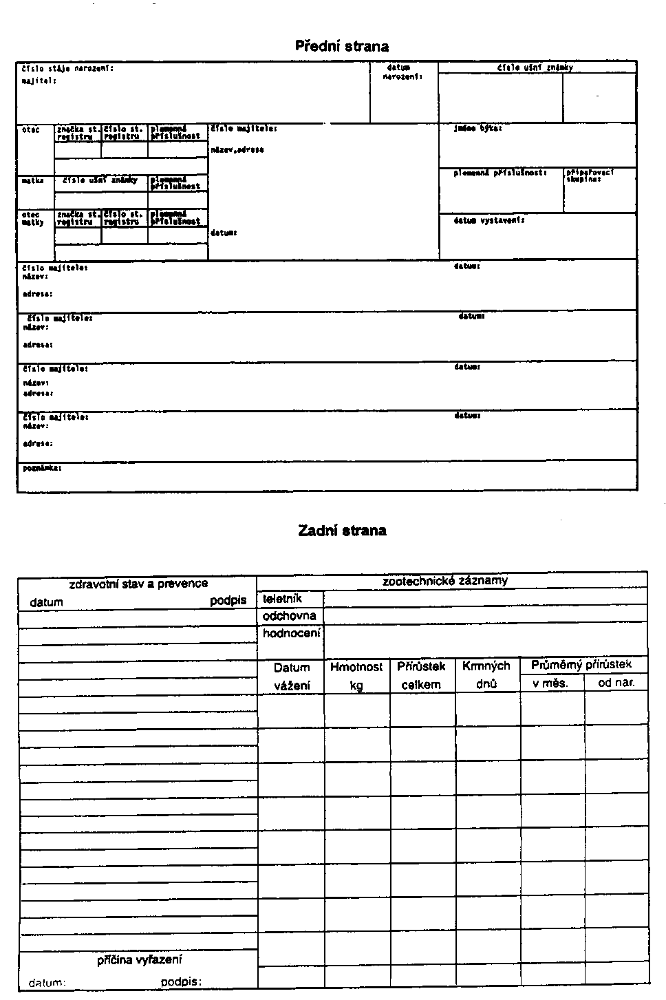 Přední strana
číslo stáje narození:
majitel:
datum
narození:
číslo ušní známky
otec
značka st.
registru
číslo st.
registru
plemenná
příslušnost
číslo majitele:
název,adresa
jméno býka:
matka
číslo ušní známky
plemenná
příslušnost
plemenná příslušnost:
připařovací
skupina:
otec
matky
značka st.
registru
číslo st.
registru
plemenná
příslušnost
datum:
datum vystavení:
číslo majitele:
datum:
název:
adresa:
číslo majitele:
datum:
název:
adresa:
číslo majitele:
datum:
název:
adresa:
číslo majitele:
datum:
název:
adresa:
poznámka:
Zadní strana
zdravotní stav a prevence
datum podpis
zootechnické záznamy
teletník
odchovna
hodnocení
Datum
vážení
Hmotnost
kg
Přírůstek
celkem
Krmných
dnů
Průměrný přírůstek
v měs.
od nar.
příčina vyřazení
datum: podpis: